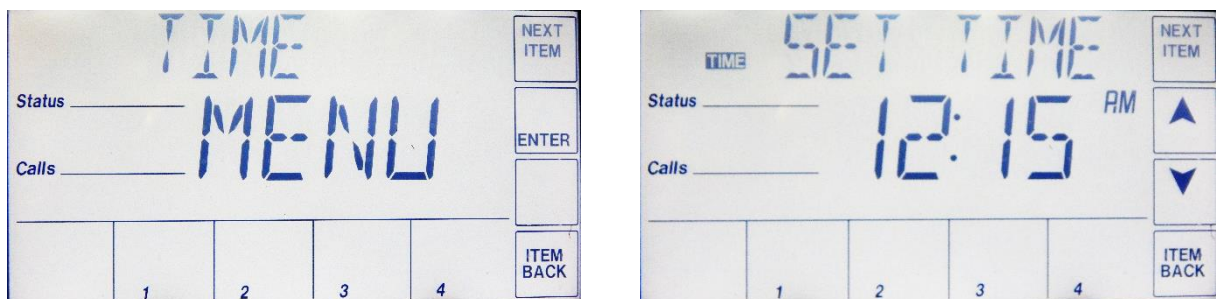 TIME
NEXT
ITEM
Status
MENU
ENTER
Calls
ITEM
BACK
1 2 3 4
SET TIME
TIME
NEXT
ITEM
Status
12:15 AM
Calls
ITEM
BACK
1 2 3 4